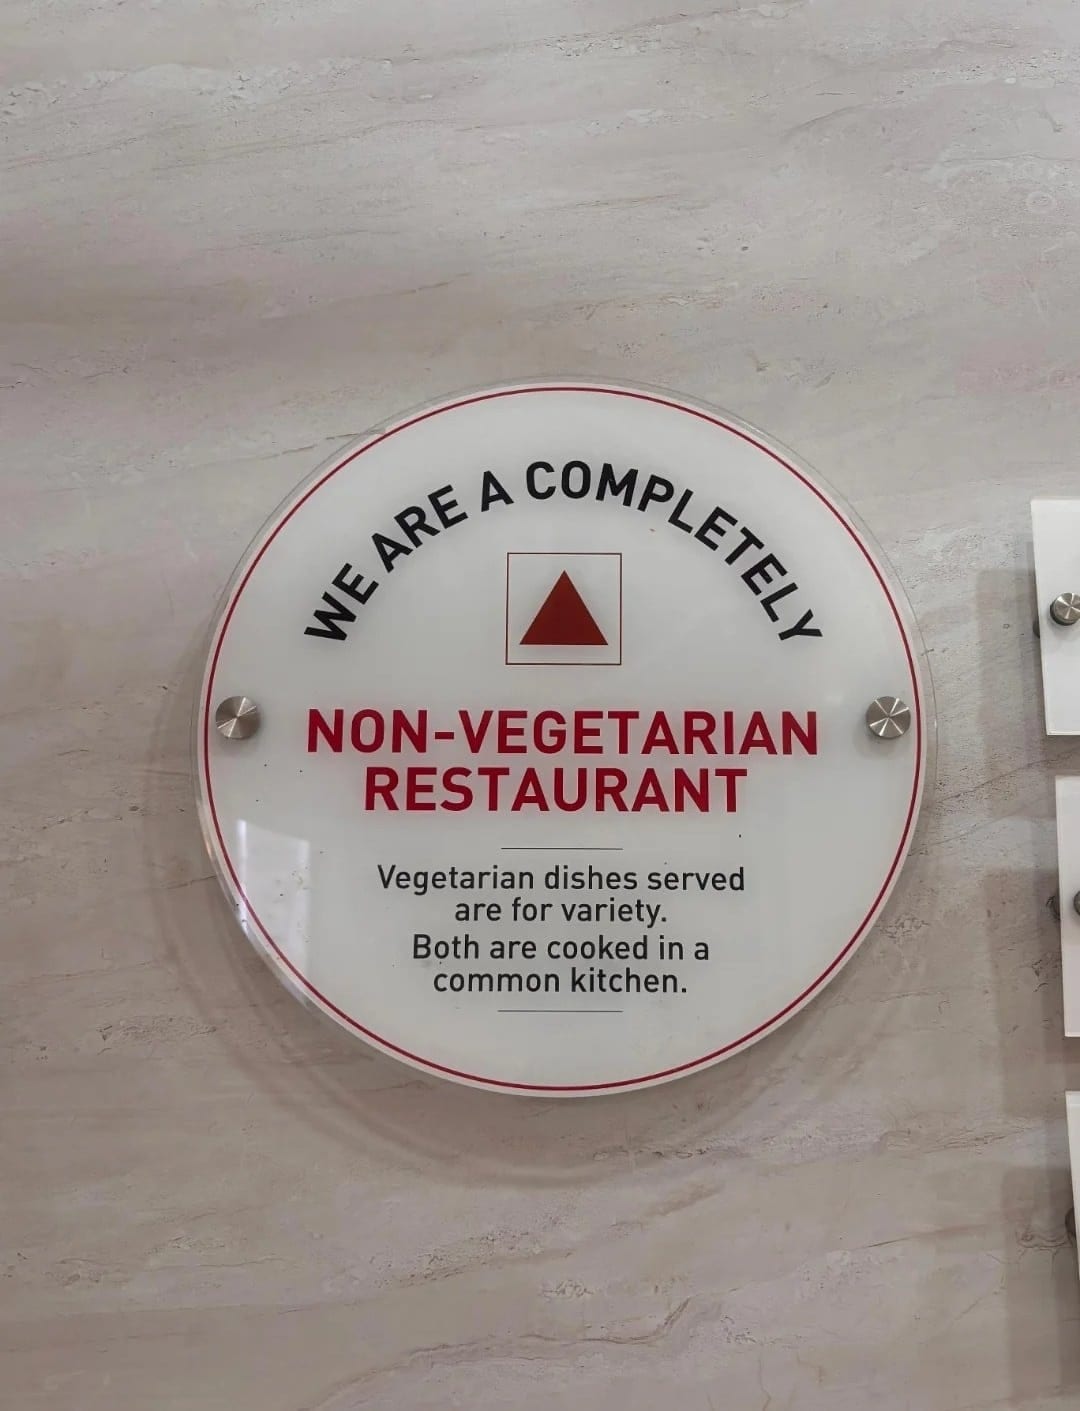 WE ARE A COMPLETELY
NON-VEGETARIAN
RESTAURANT
Vegetarian dishes served
are for variety.
Both are cooked in a
common kitchen.